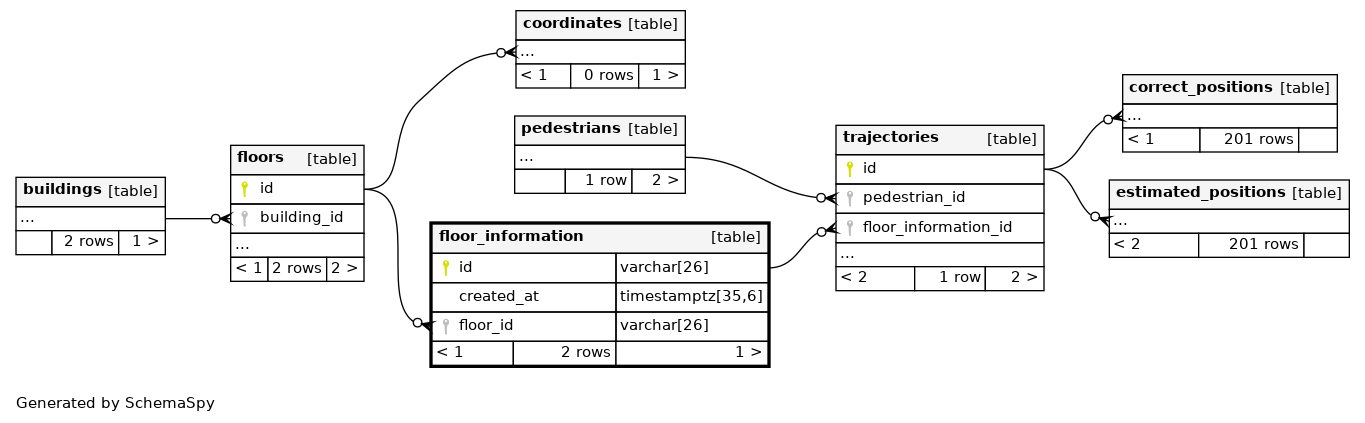 buildings [table]
...
2 rows 1 >
floors [table]
id
building_id
...
< 1 2 rows 2 >
coordinates [table]
...
< 1 0 rows 1 >
pedestrians [table]
...
1 row 2 >
floor_information [table]
id varchar[26]
created_at timestamptz[35,6]
floor_id varchar[26]
< 1 2 rows 1 >
trajectories [table]
id
pedestrian_id
floor_information_id
...
< 2 1 row 2 >
correct_positions [table]
...
< 1 201 rows
estimated_positions [table]
...
< 2 201 rows
Generated by SchemaSpy